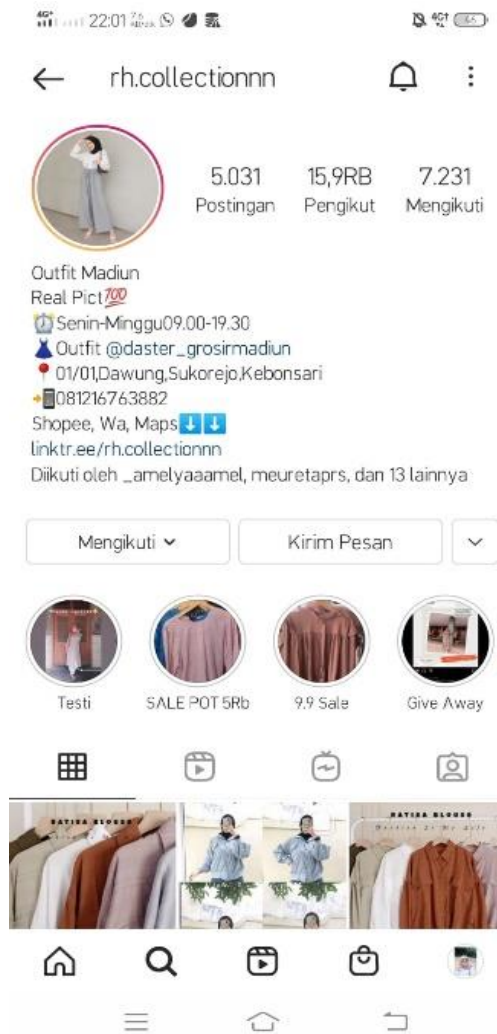 22:01
rh.collectionnn
5.031 15,9RB 7.231
Postingan Pengikut Mengikuti
Outfit Madiun
Real Pict💯
⏰Senin-Minggu09.00-19.30
👗Outfit @daster_grosirmadiun
📍01/01,Dawung,Sukorejo,Kebonsari
📲081216763882
Shopee, Wa, Maps⬇️⬇️
linktr.ee/rh.collectionnn
Diikuti oleh _amelyaaamel, meuretaprs, dan 13 lainnya
Mengikuti Kirim Pesan
Testi SALE POT 5Rb 9.9 Sale Give Away
RATIZA BLOUSE